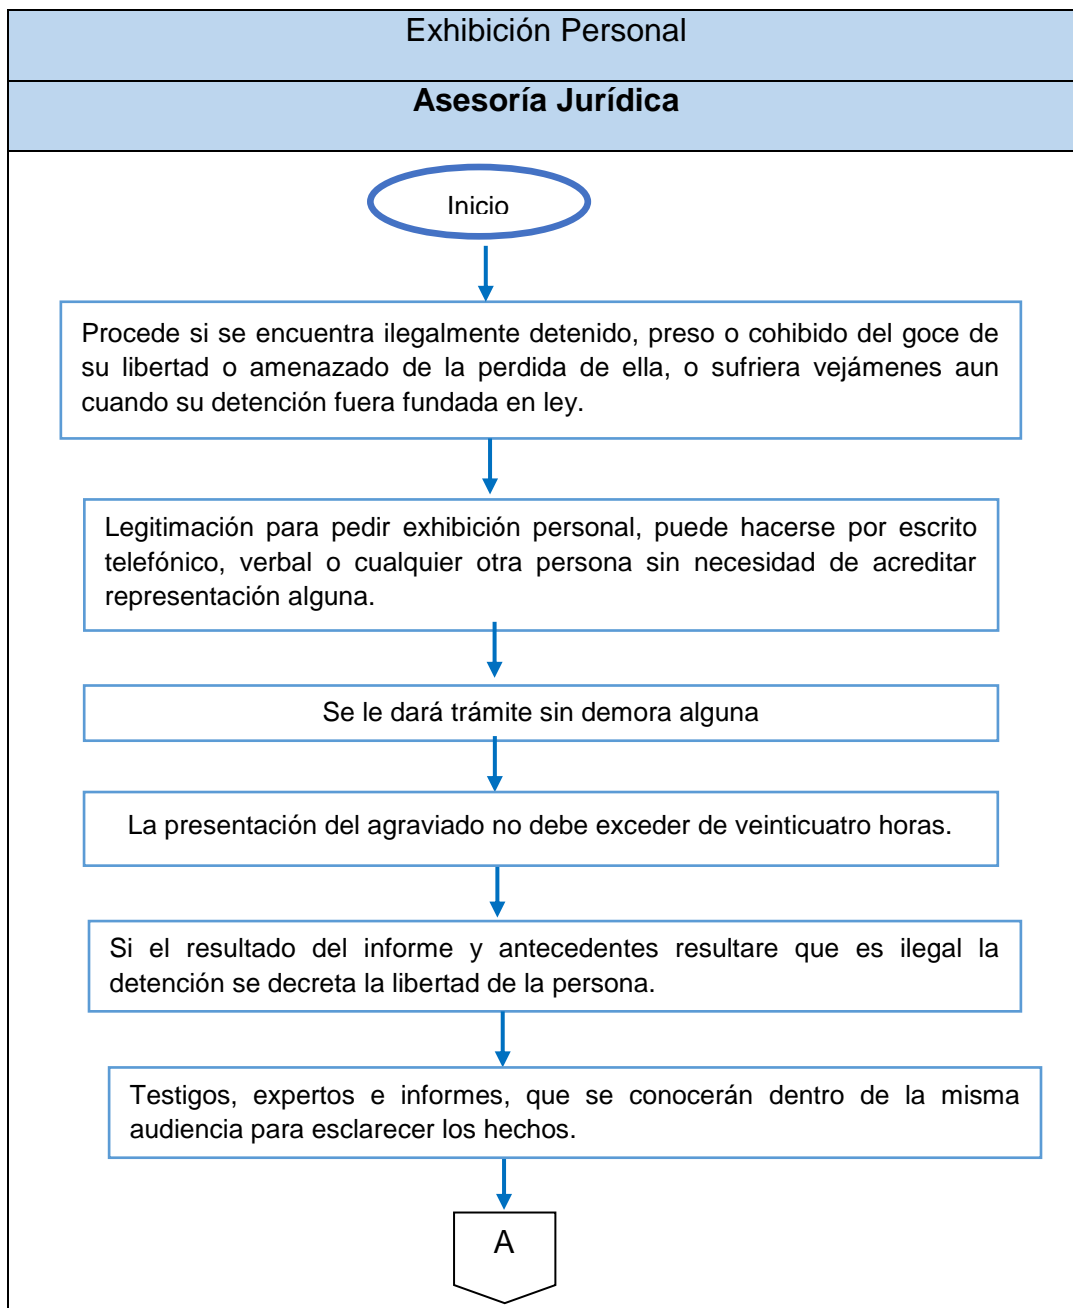 Exhibición Personal
Asesoría Jurídica
Inicio
Procede si se encuentra ilegalmente detenido, preso o cohibido del goce de
su libertad o amenazado de la perdida de ella, o sufriera vejámenes aun
cuando su detención fuera fundada en ley.
Legitimación para pedir exhibición personal, puede hacerse por escrito
telefónico, verbal o cualquier otra persona sin necesidad de acreditar
representación alguna.
Se le dará trámite sin demora alguna
La presentación del agraviado no debe exceder de veinticuatro horas.
Si el resultado del informe y antecedentes resultare que es ilegal la
detención se decreta la libertad de la persona.
Testigos, expertos e informes, que se conocerán dentro de la misma
audiencia para esclarecer los hechos.
A